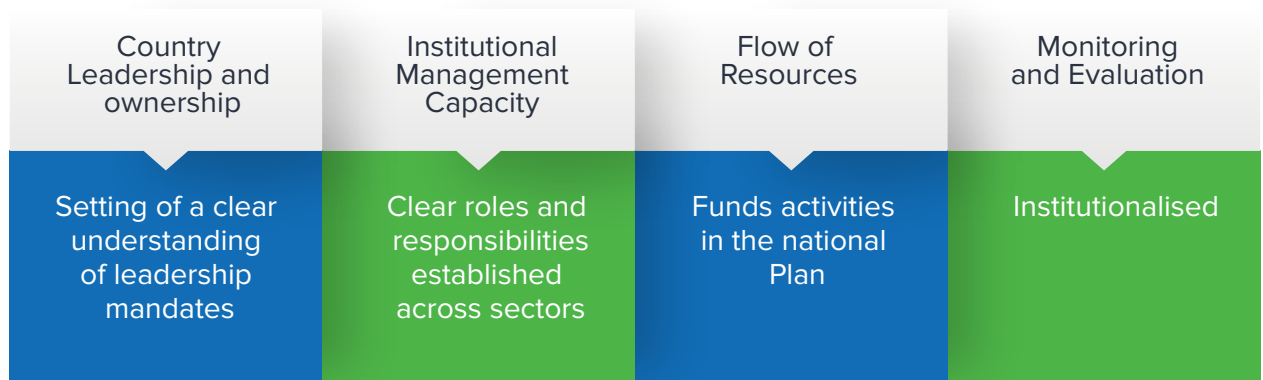 Country
Leadership and
ownership
Setting of a clear
understanding
of leadership
mandates
Institutional
Management
Capacity
Clear roles and
responsibilities
established
across sectors
Flow of
Resources
Funds activities
in the national
Plan
Monitoring
and Evaluation
Institutionalised